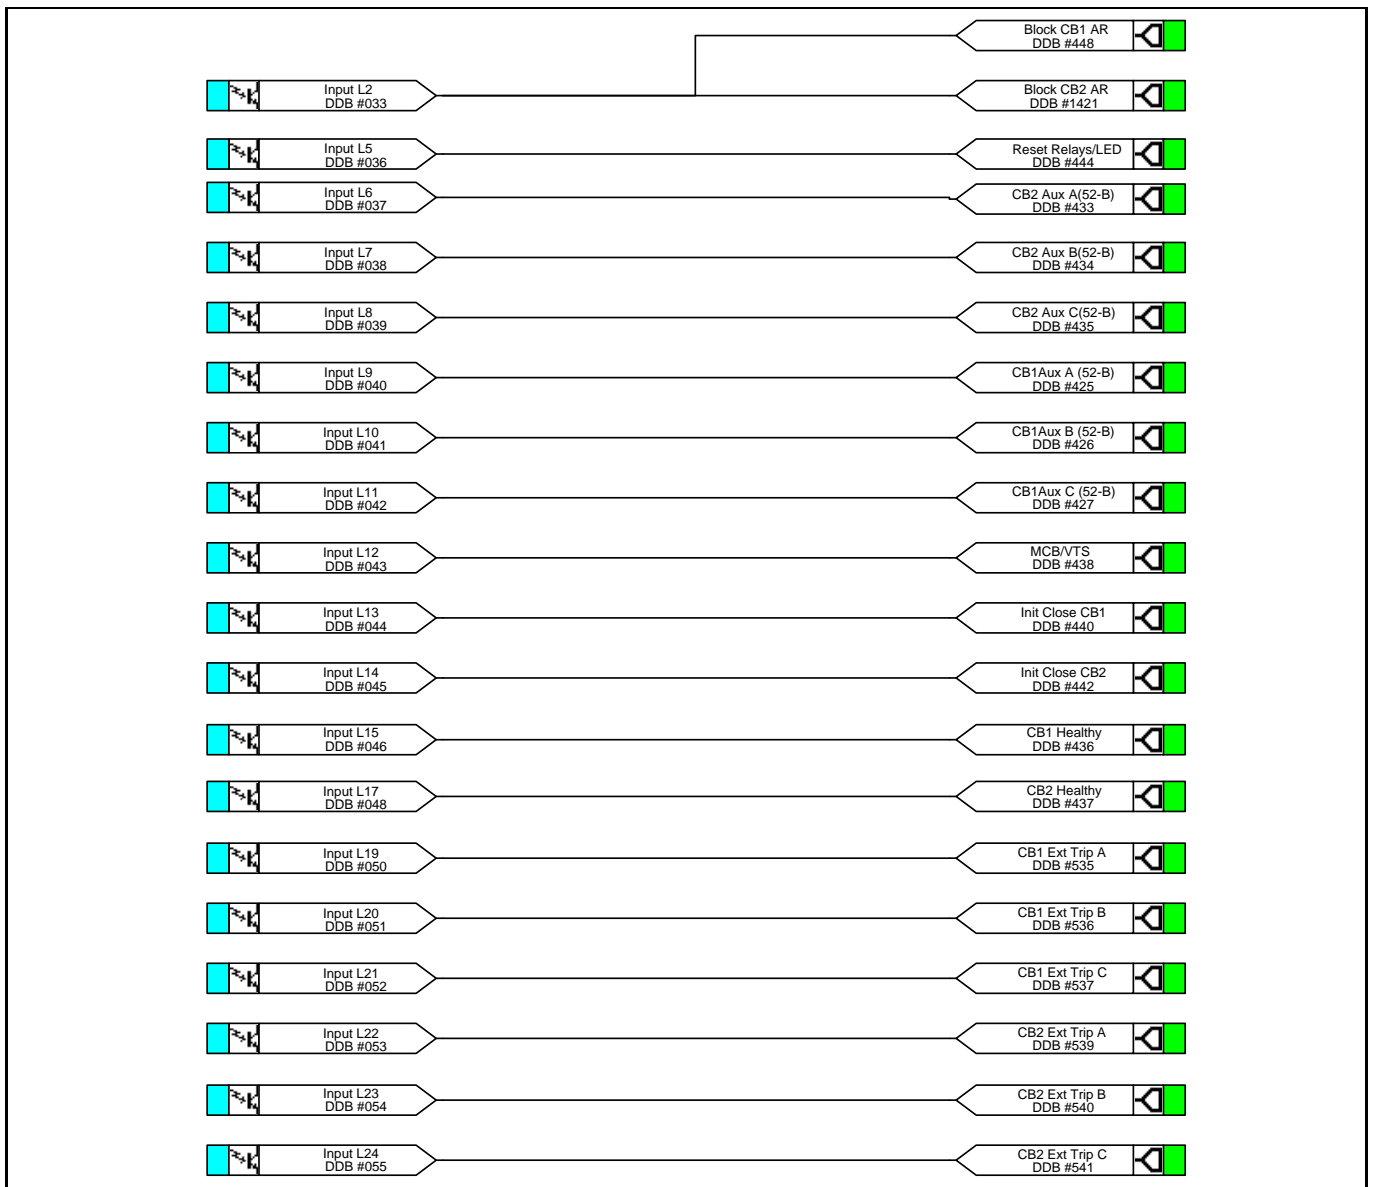 Block CB1 AR
DDB #448
Input L2
DDB #033
Block CB2 AR
DDB #1421
Input L5
DDB #036
Reset Relays/LED
DDB #444
Input L6
DDB #037
CB2 Aux A(52-B)
DDB #433
Input L7
DDB #038
CB2 Aux B(52-B)
DDB #434
Input L8
DDB #039
CB2 Aux C(52-B)
DDB #435
Input L9
DDB #040
CB1Aux A (52-B)
DDB #425
Input L10
DDB #041
CB1Aux B (52-B)
DDB #426
Input L11
DDB #042
CB1Aux C (52-B)
DDB #427
Input L12
DDB #043
MCB/VTS
DDB #438
Input L13
DDB #044
Init Close CB1
DDB #440
Input L14
DDB #045
Init Close CB2
DDB #442
Input L15
DDB #046
CB1 Healthy
DDB #436
Input L17
DDB #048
CB2 Healthy
DDB #437
Input L19
DDB #050
CB1 Ext Trip A
DDB #535
Input L20
DDB #051
CB1 Ext Trip B
DDB #536
Input L21
DDB #052
CB1 Ext Trip C
DDB #537
Input L22
DDB #053
CB2 Ext Trip A
DDB #539
Input L23
DDB #054
CB2 Ext Trip B
DDB #540
Input L24
DDB #055
CB2 Ext Trip C
DDB #541